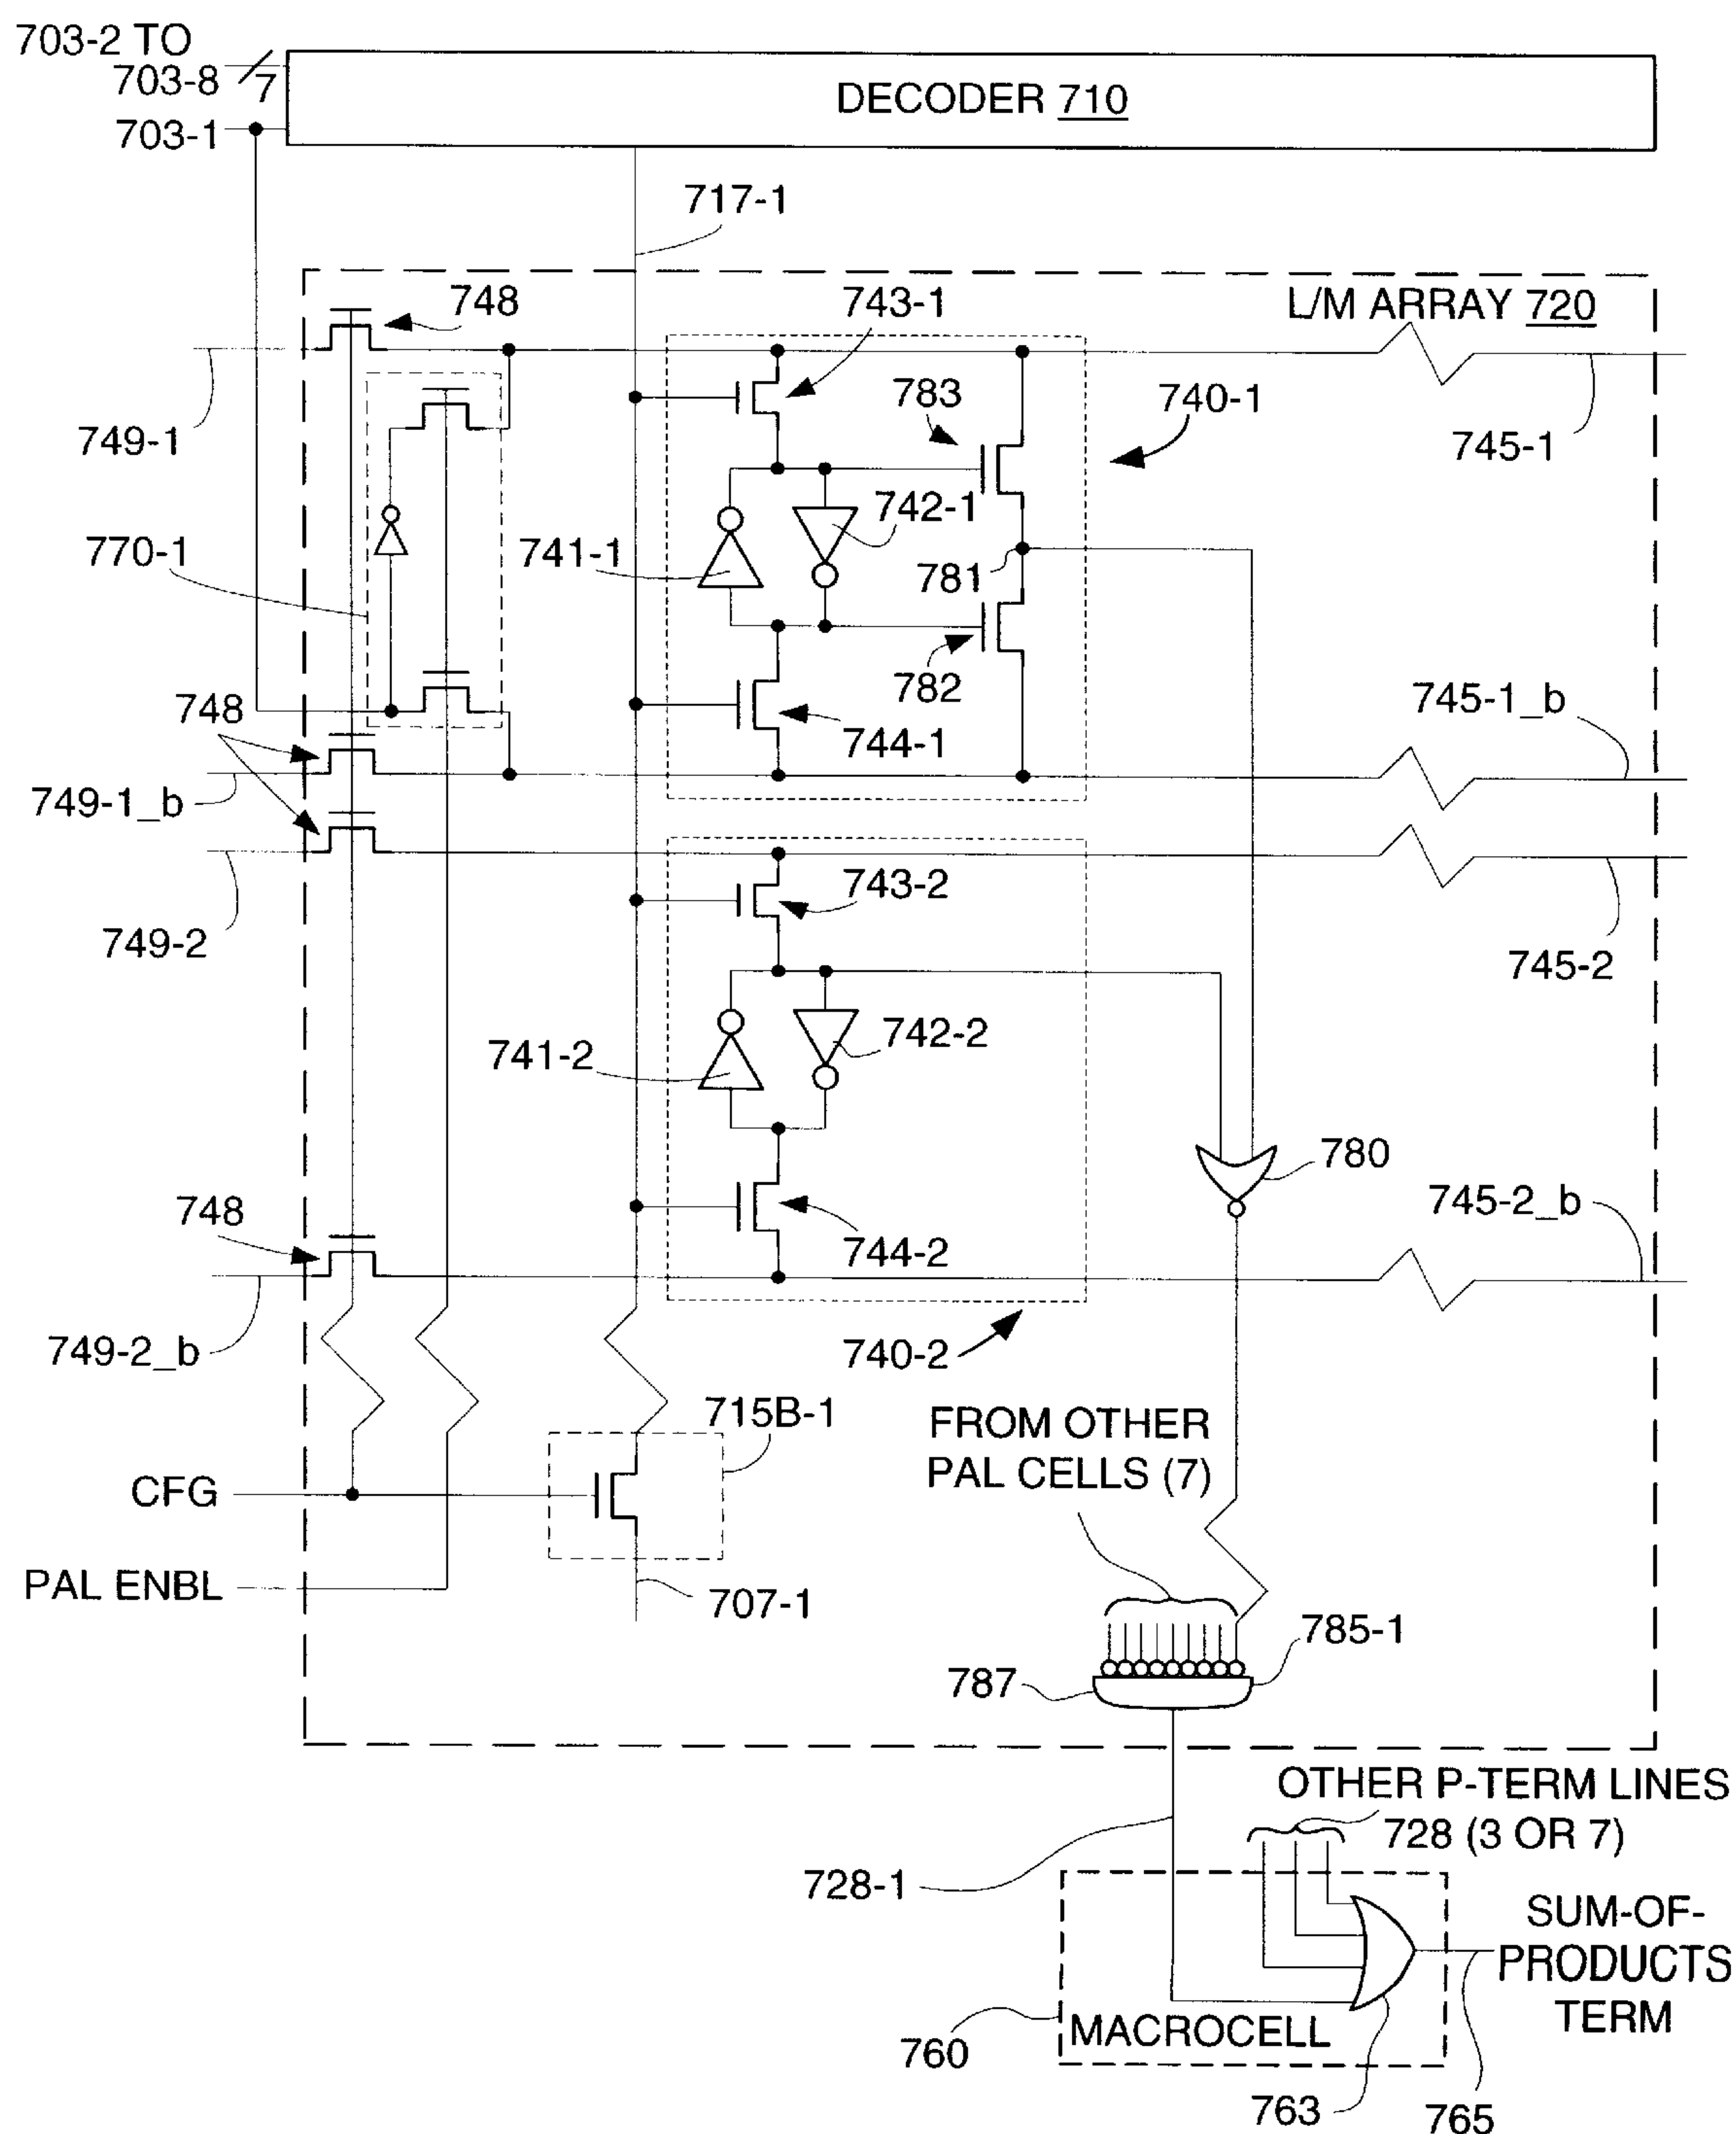 703-2 TO
703-8
7
703-1
DECODER 710
717-1
748
743-1
L/M ARRAY 720
749-1
783
740-1
745-1
770-1
741-1
742-1
781
782
748
744-1
745-1_b
749-1_b
749-2
743-2
745-2
741-2
742-2
780
748
744-2
745-2_b
749-2_b
740-2
715B-1
FROM OTHER
PAL CELLS (7)
CFG
PAL ENBL
707-1
785-1
787
OTHER P-TERM LINES
728 (3 OR 7)
728-1
SUM-OF-
PRODUCTS
TERM
MACROCELL
760
763
765